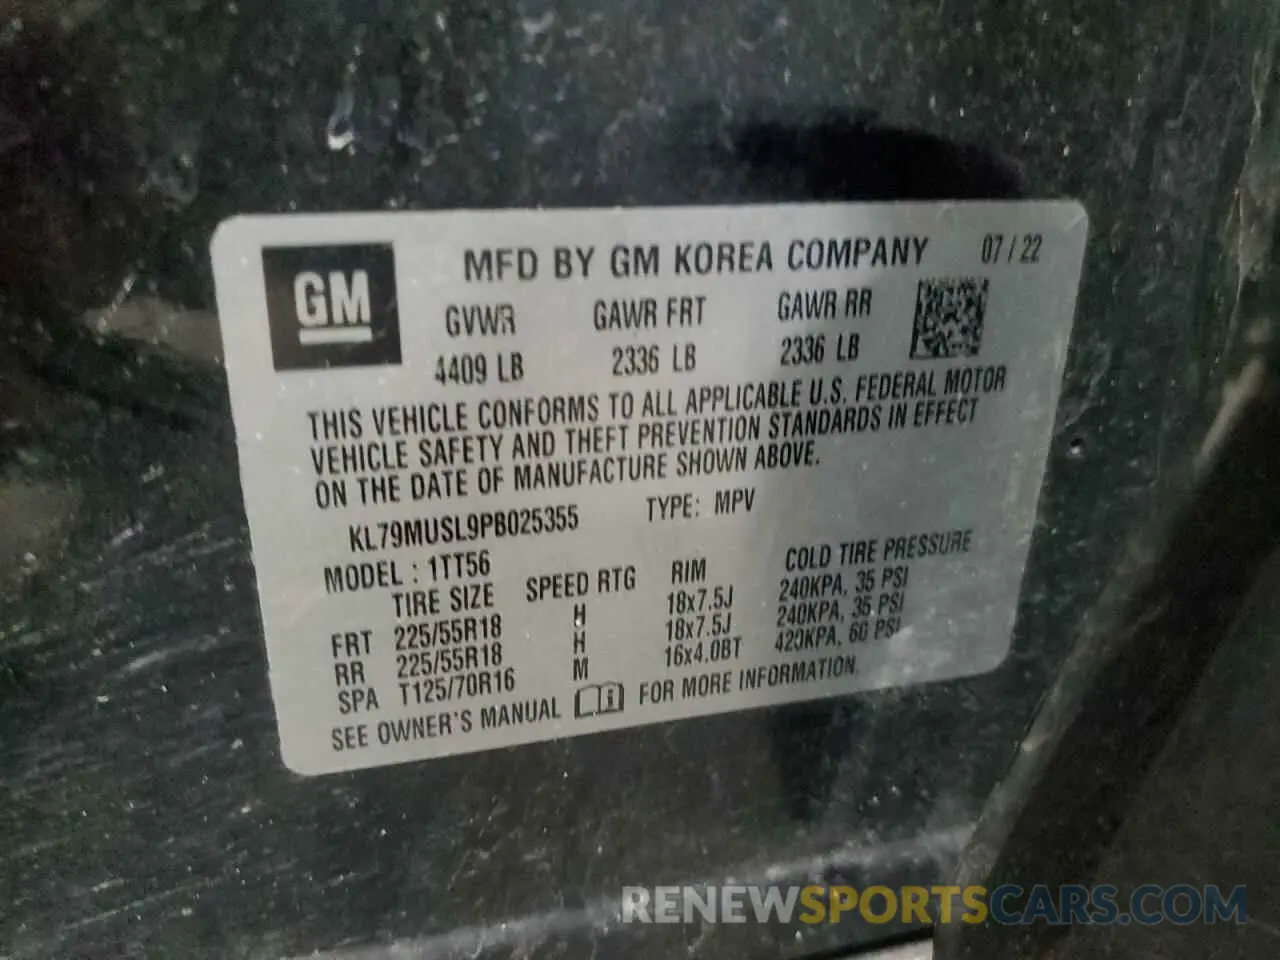 GM
MFD BY GM KOREA COMPANY 07 / 22
GVWR GAWR FRT GAWR RR
4409 LB 2336 LB 2336 LB
THIS VEHICLE CONFORMS TO ALL APPLICABLE U.S. FEDERAL MOTOR
VEHICLE SAFETY AND THEFT PREVENTION STANDARDS IN EFFECT
ON THE DATE OF MANUFACTURE SHOWN ABOVE.
KL79MUSL9PB025355 TYPE: MPV
MODEL : 1TT56
TIRE SIZE SPEED RTG RIM COLD TIRE PRESSURE
FRT 225/55R18 H 18x7.5J 240KPA, 35 PSI
RR 225/55R18 H 18x7.5J 240KPA, 35 PSI
SPA T125/70R16 M 16x4.0BT 420KPA, 60 PSI
SEE OWNER'S MANUAL i FOR MORE INFORMATION.
RENEWSPORTSCARS.COM